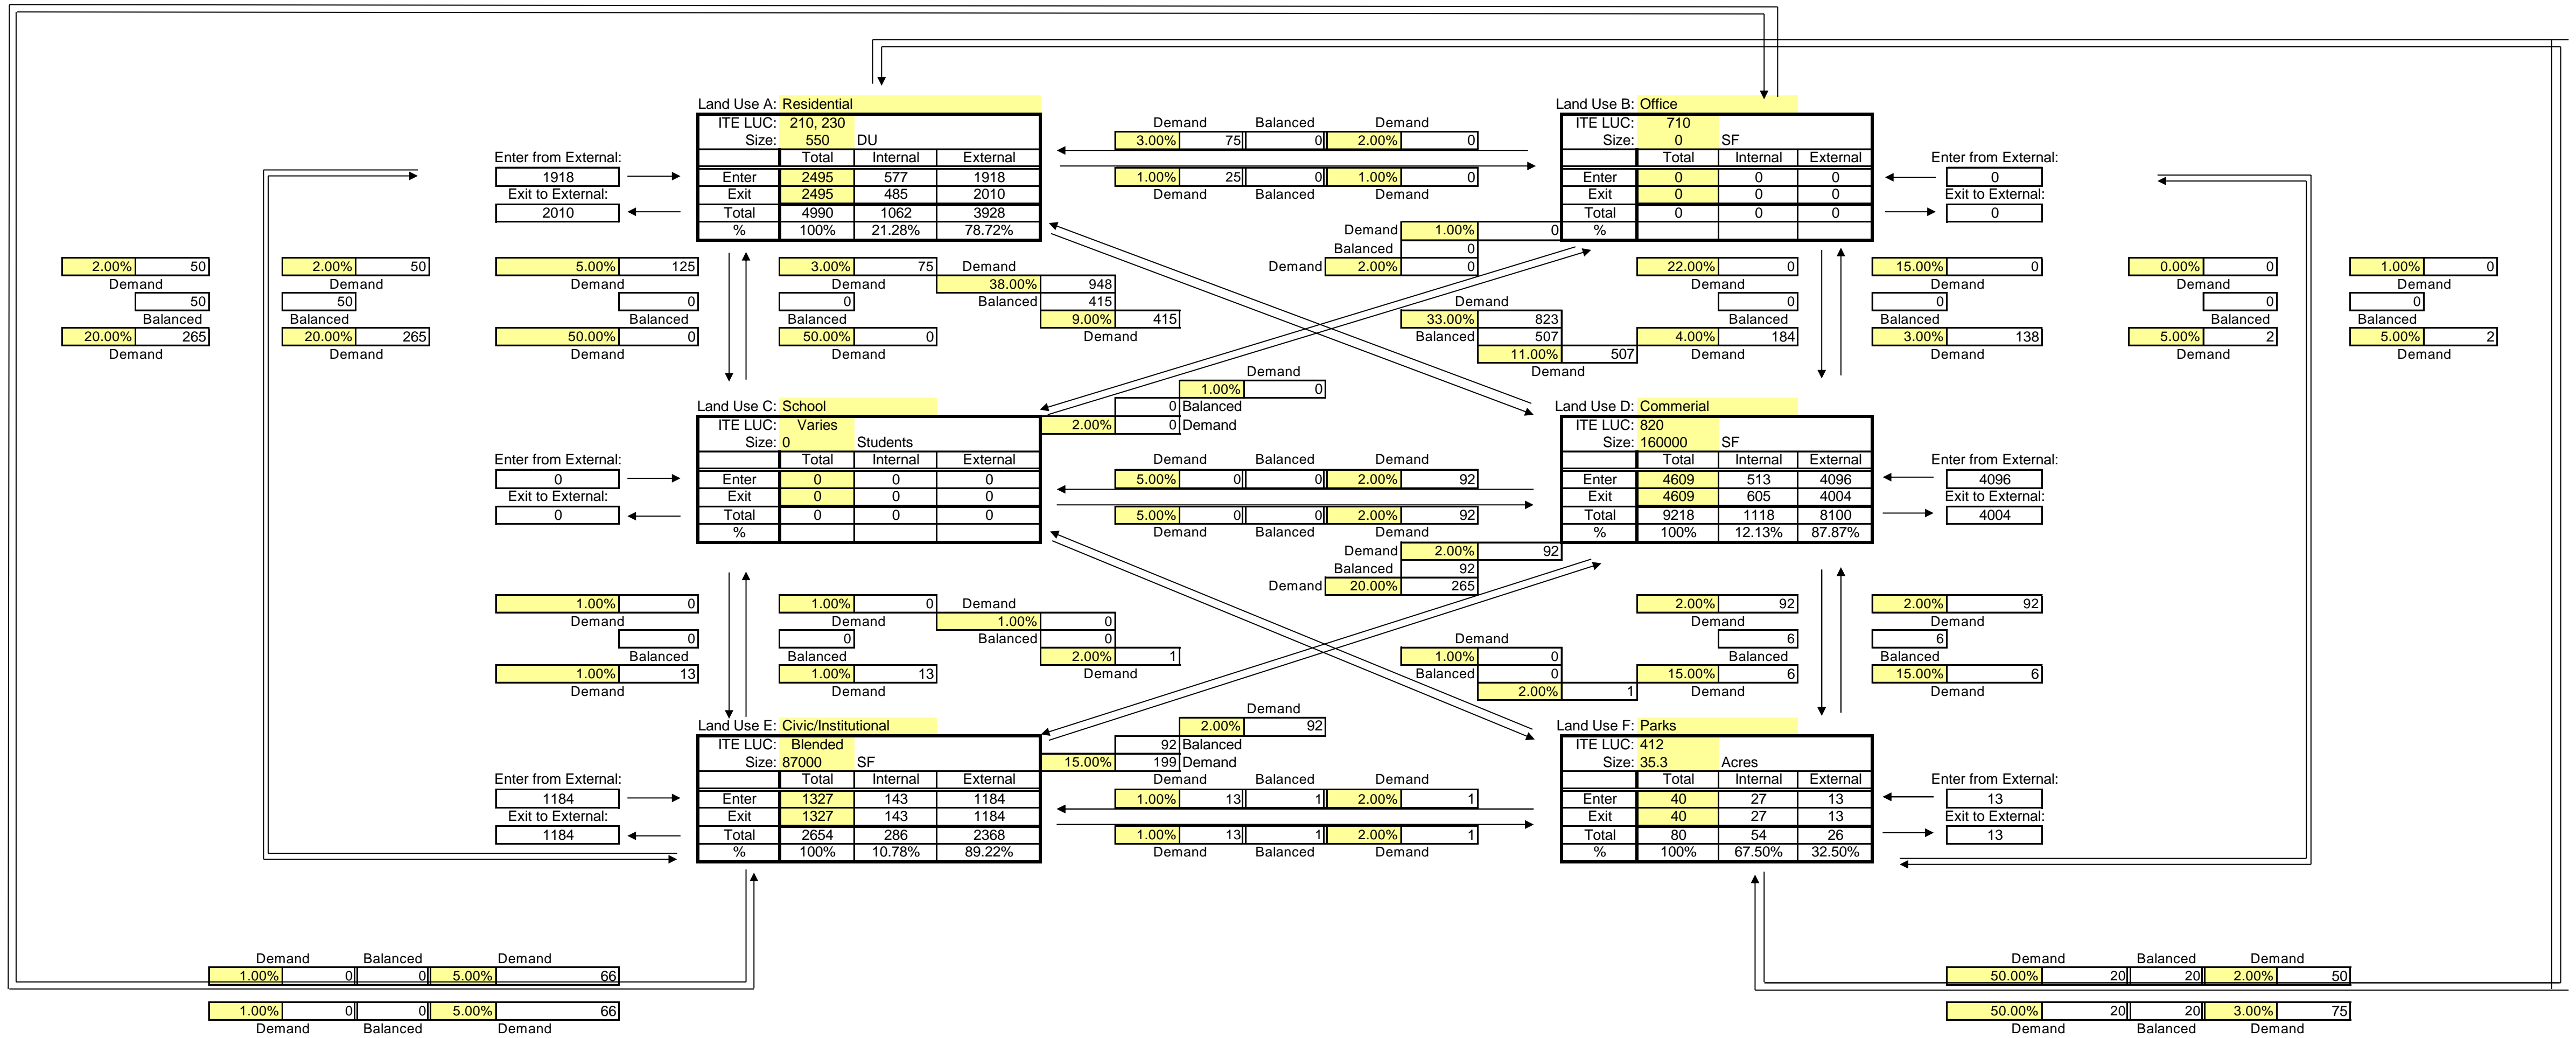 Land Use A: Residential
ITE LUC: 210, 230
Size: 550 DU
Total Internal External
Enter 2495 577 1918
Exit 2495 485 2010
Total 4990 1062 3928
% 100% 21.28% 78.72%
Enter from External:
1918
Exit to External:
2010
Demand Balanced Demand
3.00% 75 0 2.00% 0
1.00% 25 0 1.00% 0
Demand Balanced Demand
Land Use B: Office
ITE LUC: 710
Size: 0 SF
Total Internal External
Enter 0 0 0
Exit 0 0 0
Total 0 0 0
%
Enter from External:
0
Exit to External:
0
Demand 1.00% 0
Balanced 0
Demand 2.00% 0
2.00% 50
Demand
50
Balanced
20.00% 265
Demand
2.00% 50
Demand
50
Balanced
20.00% 265
Demand
5.00% 125
Demand
0
Balanced
50.00% 0
Demand
3.00% 75
Demand
0
Balanced
50.00% 0
Demand
Demand
38.00% 948
Balanced 415
9.00% 415
Demand
Demand
33.00% 823
Balanced 507
11.00% 507
Demand
22.00% 0
Demand
0
Balanced
4.00% 184
Demand
15.00% 0
Demand
0
Balanced
3.00% 138
Demand
0.00% 0
Demand
0
Balanced
5.00% 2
Demand
1.00% 0
Demand
0
Balanced
5.00% 2
Demand
Demand
1.00% 0
0 Balanced
2.00% 0 Demand
Land Use C: School
ITE LUC: Varies
Size: 0 Students
Total Internal External
Enter 0 0 0
Exit 0 0 0
Total 0 0 0
%
Enter from External:
0
Exit to External:
0
Demand Balanced Demand
5.00% 0 0 2.00% 92
5.00% 0 0 2.00% 92
Demand Balanced Demand
Land Use D: Commerial
ITE LUC: 820
Size: 160000 SF
Total Internal External
Enter 4609 513 4096
Exit 4609 605 4004
Total 9218 1118 8100
% 100% 12.13% 87.87%
Enter from External:
4096
Exit to External:
4004
Demand 2.00% 92
Balanced 92
Demand 20.00% 265
1.00% 0
Demand
0
Balanced
1.00% 13
Demand
1.00% 0
Demand
0
Balanced
1.00% 13
Demand
Demand
1.00% 0
Balanced 0
2.00% 1
Demand
Demand
1.00% 0
Balanced 0
2.00% 1
2.00% 92
Demand
6
Balanced
15.00% 6
Demand
2.00% 92
Demand
6
Balanced
15.00% 6
Demand
Demand
2.00% 92
92 Balanced
15.00% 199 Demand
Land Use E: Civic/Institutional
ITE LUC: Blended
Size: 87000 SF
Total Internal External
Enter 1327 143 1184
Exit 1327 143 1184
Total 2654 286 2368
% 100% 10.78% 89.22%
Enter from External:
1184
Exit to External:
1184
Demand Balanced Demand
1.00% 13 1 2.00% 1
1.00% 13 1 2.00% 1
Demand Balanced Demand
Land Use F: Parks
ITE LUC: 412
Size: 35.3 Acres
Total Internal External
Enter 40 27 13
Exit 40 27 13
Total 80 54 26
% 100% 67.50% 32.50%
Enter from External:
13
Exit to External:
13
Demand Balanced Demand
1.00% 0 0 5.00% 66
1.00% 0 0 5.00% 66
Demand Balanced Demand
Demand Balanced Demand
50.00% 20 20 2.00% 50
50.00% 20 20 3.00% 75
Demand Balanced Demand